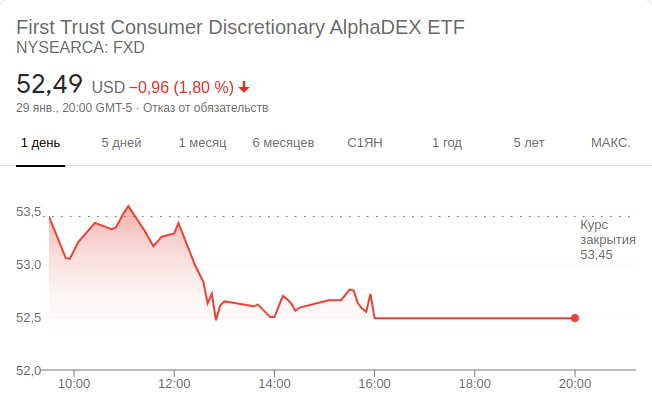 First Trust Consumer Discretionary AlphaDEX ETF
NYSEARCA: FXD
52,49 USD −0,96 (1,80 %)
29 янв., 20:00 GMT-5 · Отказ от обязательств
1 день 5 дней 1 месяц 6 месяцев С1ЯН 1 год 5 лет МАКС.
53,5
Курс
закрытия
53,45
53,0
52,5
52,0
10:00 12:00 14:00 16:00 18:00 20:00